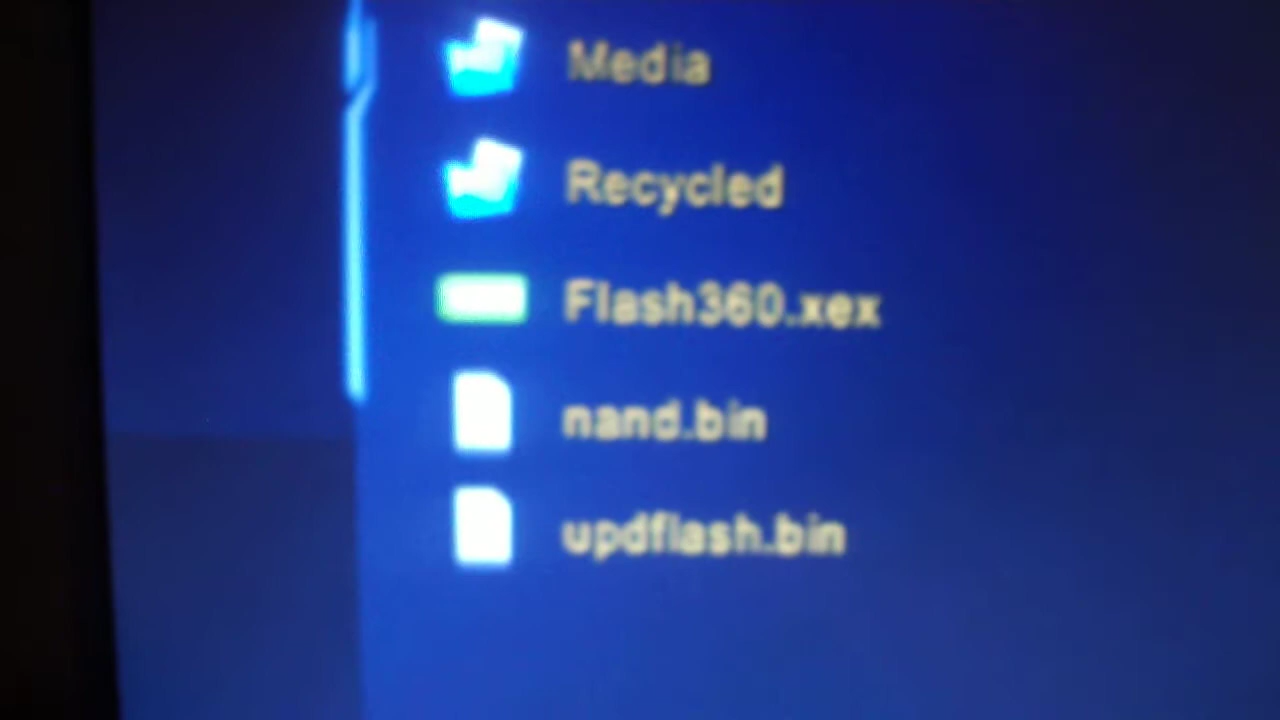 Media
Recycled
Flash360.xex
nand.bin
updflash.bin